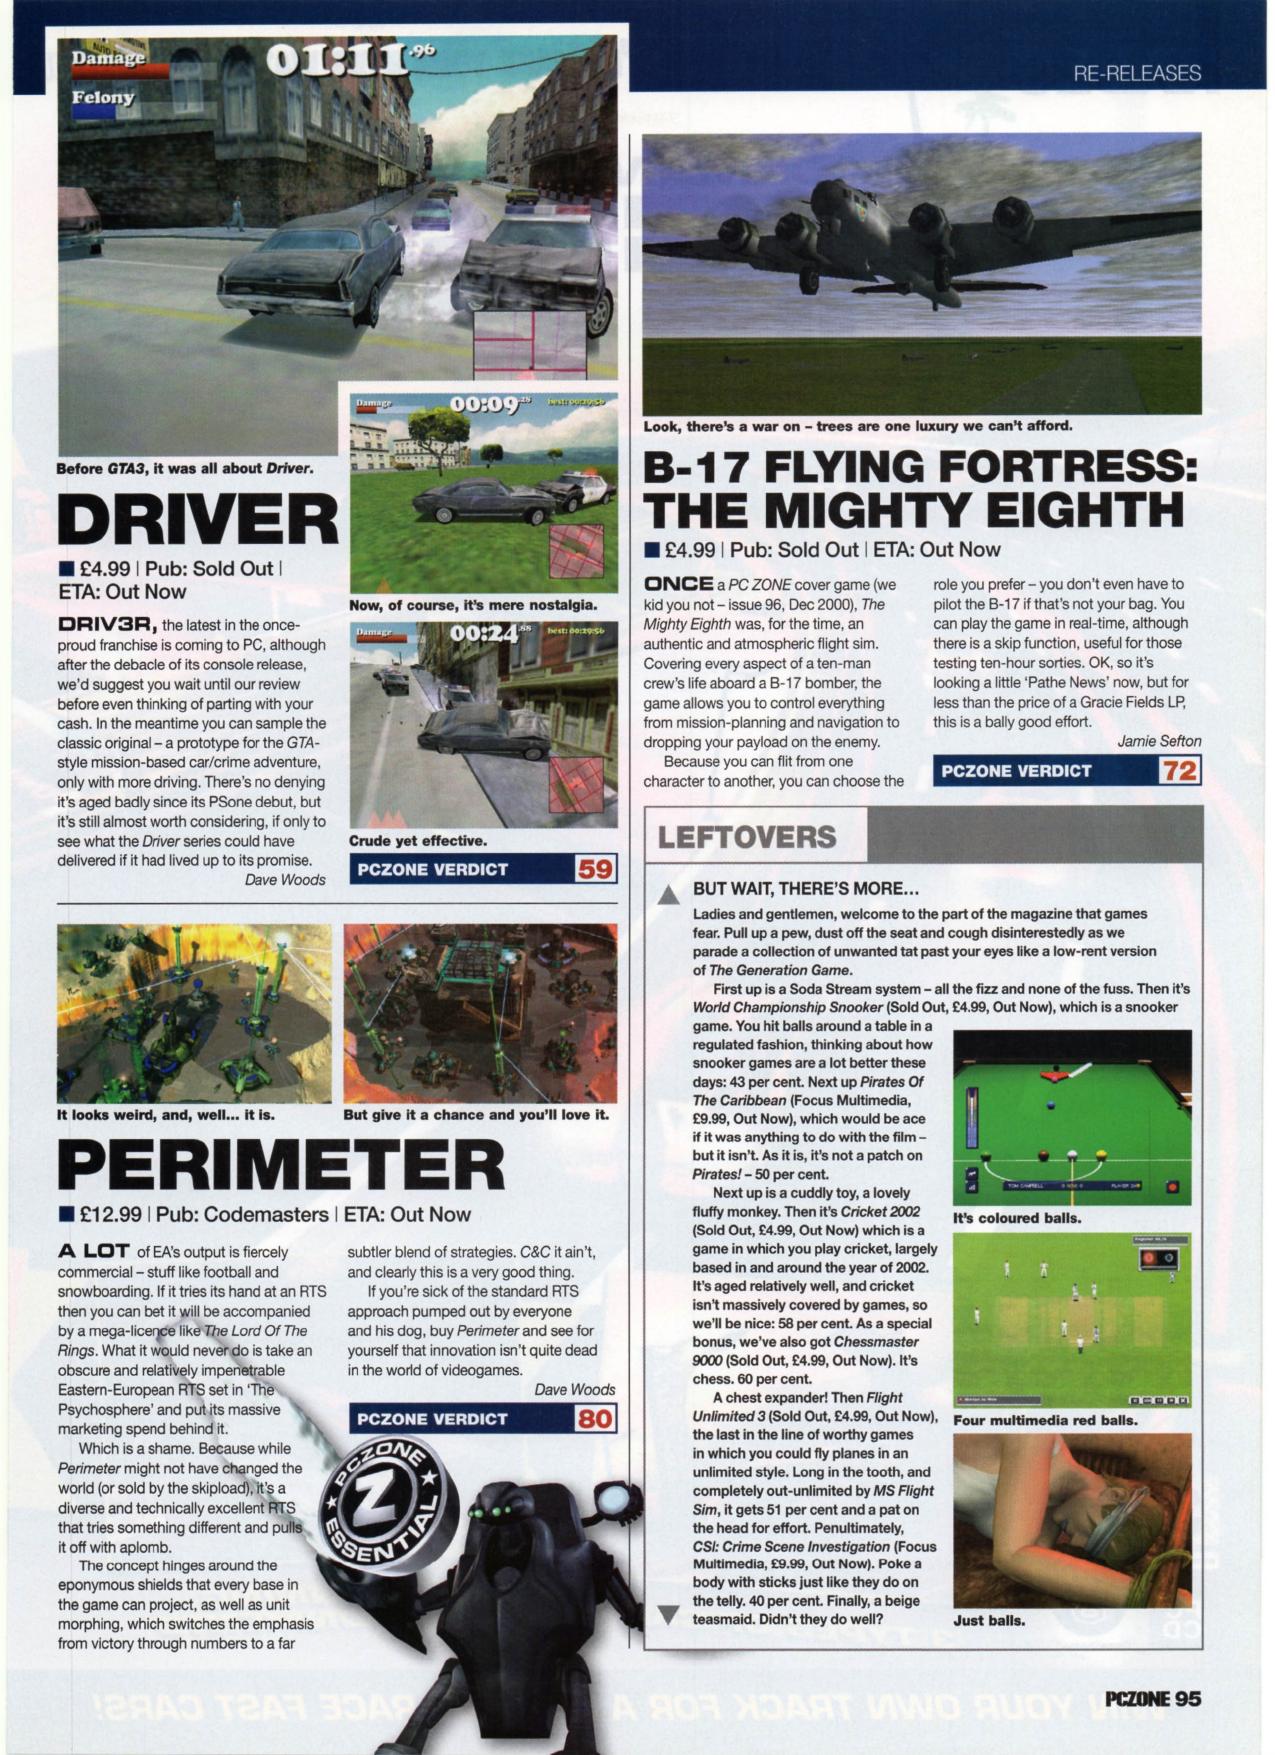 RE-RELEASES
Damage
Felony
01:11.96
Before GTA3, it was all about Driver.
Damage
00:09.28
best: 00:29:56
Now, of course, it's mere nostalgia.
Damage
00:24.88
best: 00:29:56
Crude yet effective.
DRIVER
£4.99 | Pub: Sold Out |
ETA: Out Now
DRIV3R, the latest in the once-
proud franchise is coming to PC, although
after the debacle of its console release,
we'd suggest you wait until our review
before even thinking of parting with your
cash. In the meantime you can sample the
classic original – a prototype for the GTA-
style mission-based car/crime adventure,
only with more driving. There's no denying
it's aged badly since its PSone debut, but
it's still almost worth considering, if only to
see what the Driver series could have
delivered if it had lived up to its promise.
Dave Woods
PCZONE VERDICT 59
It looks weird, and, well... it is.
But give it a chance and you'll love it.
PERIMETER
£12.99 | Pub: Codemasters | ETA: Out Now
A LOT of EA's output is fiercely
commercial – stuff like football and
snowboarding. If it tries its hand at an RTS
then you can bet it will be accompanied
by a mega-licence like The Lord Of The
Rings. What it would never do is take an
obscure and relatively impenetrable
Eastern-European RTS set in 'The
Psychosphere' and put its massive
marketing spend behind it.
Which is a shame. Because while
Perimeter might not have changed the
world (or sold by the skipload), it's a
diverse and technically excellent RTS
that tries something different and pulls
it off with aplomb.
The concept hinges around the
eponymous shields that every base in
the game can project, as well as unit
morphing, which switches the emphasis
from victory through numbers to a far
subtler blend of strategies. C&C it ain't,
and clearly this is a very good thing.
If you're sick of the standard RTS
approach pumped out by everyone
and his dog, buy Perimeter and see for
yourself that innovation isn't quite dead
in the world of videogames.
Dave Woods
PCZONE VERDICT 80
PCZONE
Z
ESSENTIAL
Look, there's a war on – trees are one luxury we can't afford.
B-17 FLYING FORTRESS:
THE MIGHTY EIGHTH
£4.99 | Pub: Sold Out | ETA: Out Now
ONCE a PC ZONE cover game (we
kid you not – issue 96, Dec 2000), The
Mighty Eighth was, for the time, an
authentic and atmospheric flight sim.
Covering every aspect of a ten-man
crew's life aboard a B-17 bomber, the
game allows you to control everything
from mission-planning and navigation to
dropping your payload on the enemy.
Because you can flit from one
character to another, you can choose the
role you prefer – you don't even have to
pilot the B-17 if that's not your bag. You
can play the game in real-time, although
there is a skip function, useful for those
testing ten-hour sorties. OK, so it's
looking a little 'Pathe News' now, but for
less than the price of a Gracie Fields LP,
this is a bally good effort.
Jamie Sefton
PCZONE VERDICT 72
LEFTOVERS
BUT WAIT, THERE'S MORE...
Ladies and gentlemen, welcome to the part of the magazine that games
fear. Pull up a pew, dust off the seat and cough disinterestedly as we
parade a collection of unwanted tat past your eyes like a low-rent version
of The Generation Game.
First up is a Soda Stream system – all the fizz and none of the fuss. Then it's
World Championship Snooker (Sold Out, £4.99, Out Now), which is a snooker
game. You hit balls around a table in a
regulated fashion, thinking about how
snooker games are a lot better these
days: 43 per cent. Next up Pirates Of
The Caribbean (Focus Multimedia,
£9.99, Out Now), which would be ace
if it was anything to do with the film –
but it isn't. As it is, it's not a patch on
Pirates! – 50 per cent.
Next up is a cuddly toy, a lovely
fluffy monkey. Then it's Cricket 2002
(Sold Out, £4.99, Out Now) which is a
game in which you play cricket, largely
based in and around the year of 2002.
It's aged relatively well, and cricket
isn't massively covered by games, so
we'll be nice: 58 per cent. As a special
bonus, we've also got Chessmaster
9000 (Sold Out, £4.99, Out Now). It's
chess. 60 per cent.
A chest expander! Then Flight
Unlimited 3 (Sold Out, £4.99, Out Now),
the last in the line of worthy games
in which you could fly planes in an
unlimited style. Long in the tooth, and
completely out-unlimited by MS Flight
Sim, it gets 51 per cent and a pat on
the head for effort. Penultimately,
CSI: Crime Scene Investigation (Focus
Multimedia, £9.99, Out Now). Poke a
body with sticks just like they do on
the telly. 40 per cent. Finally, a beige
teasmaid. Didn't they do well?
It's coloured balls.
Four multimedia red balls.
Just balls.
PCZONE 95